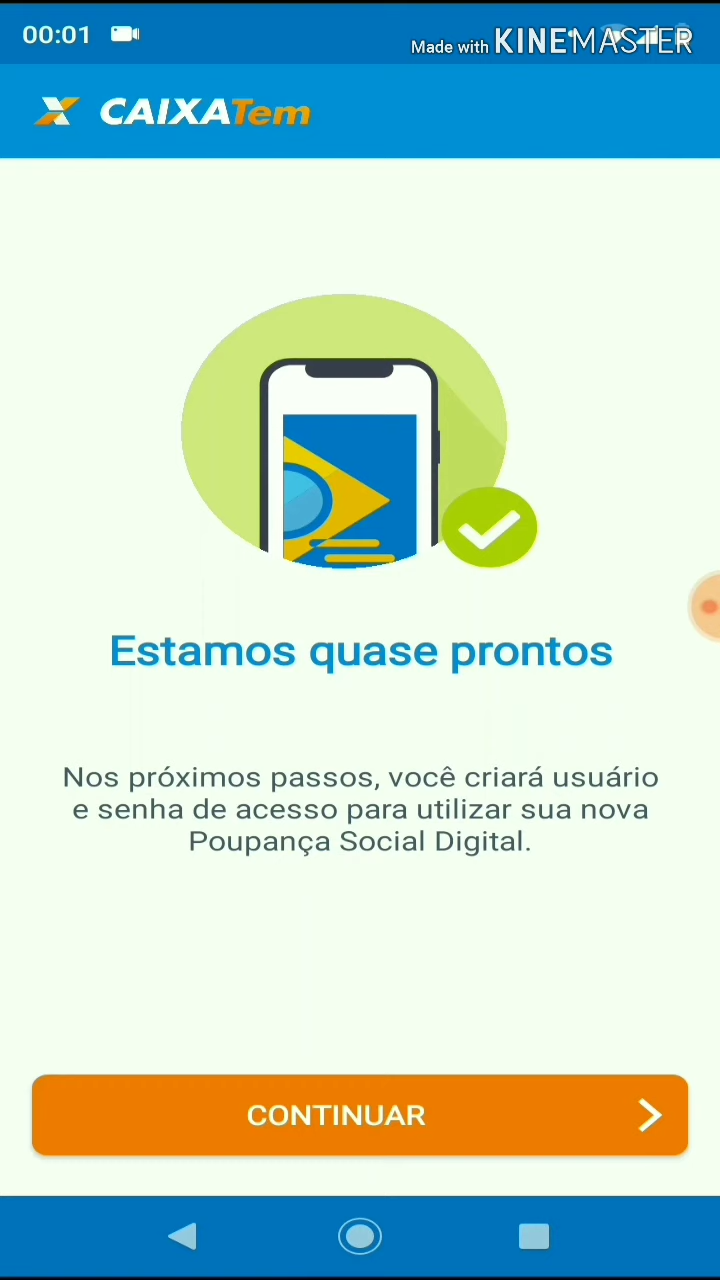 00:01
Made with KINEMASTER
CAIXATem
Estamos quase prontos
Nos próximos passos, você criará usuário
e senha de acesso para utilizar sua nova
Poupança Social Digital.
CONTINUAR